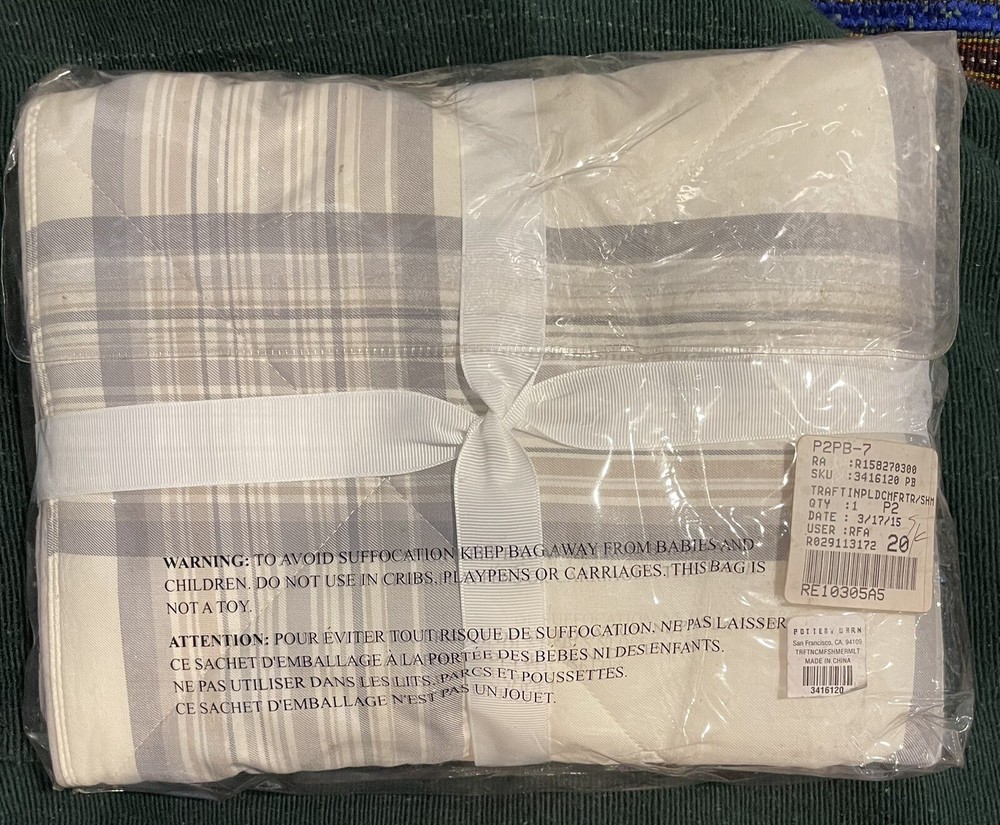 WARNING: TO AVOID SUFFOCATION KEEP BAG AWAY FROM BABIES AND
CHILDREN. DO NOT USE IN CRIBS, PLAYPENS OR CARRIAGES. THIS BAG IS
NOT A TOY.
ATTENTION: POUR ÉVITER TOUT RISQUE DE SUFFOCATION. NE PAS LAISSER
CE SACHET D'EMBALLAGE À LA PORTÉE DES BÉBÉS NI DES ENFANTS.
NE PAS UTILISER DANS LES LITS, PARCS ET POUSSETTES.
CE SACHET D'EMBALLAGE N'EST PAS UN JOUET.
P2PB-7
RA :R158270300
SKU :3416120 PB
TRAFTINPLDCMFRTR/SHM
QTY :1 P2
DATE : 3/17/15
USER :RFA
R029113172 20
RE10305A5
POTTERY BARN
San Francisco, CA. 94109
TRFTNCMFSHMERMLT
MADE IN CHINA
3416120